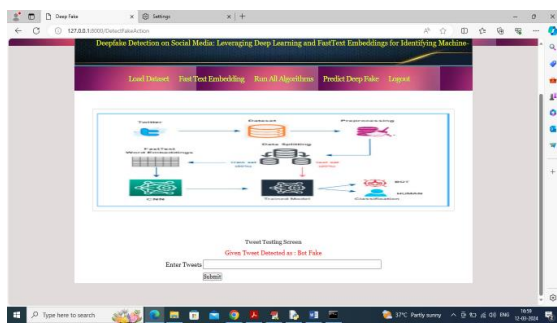 Deep Fake
Settings
127.0.0.1:8000/DetectFakeAction
Deepfake Detection on Social Media: Leveraging Deep Learning and FastText Embeddings for Identifying Machine-
Load Dataset Fast Text Embedding Run All Algorithms Predict Deep Fake Logout
Twitter
Dataset
Preprocessing
FastText
Word Embeddings
Data Splitting
CNN
Trained Model
BOT
HUMAN
Classification
Tweet Testing Screen
Given Tweet Detected as : Bot Fake
Enter Tweets
Submit
Type here to search
37°C Partly sunny
ENG
16:59
12-03-2024